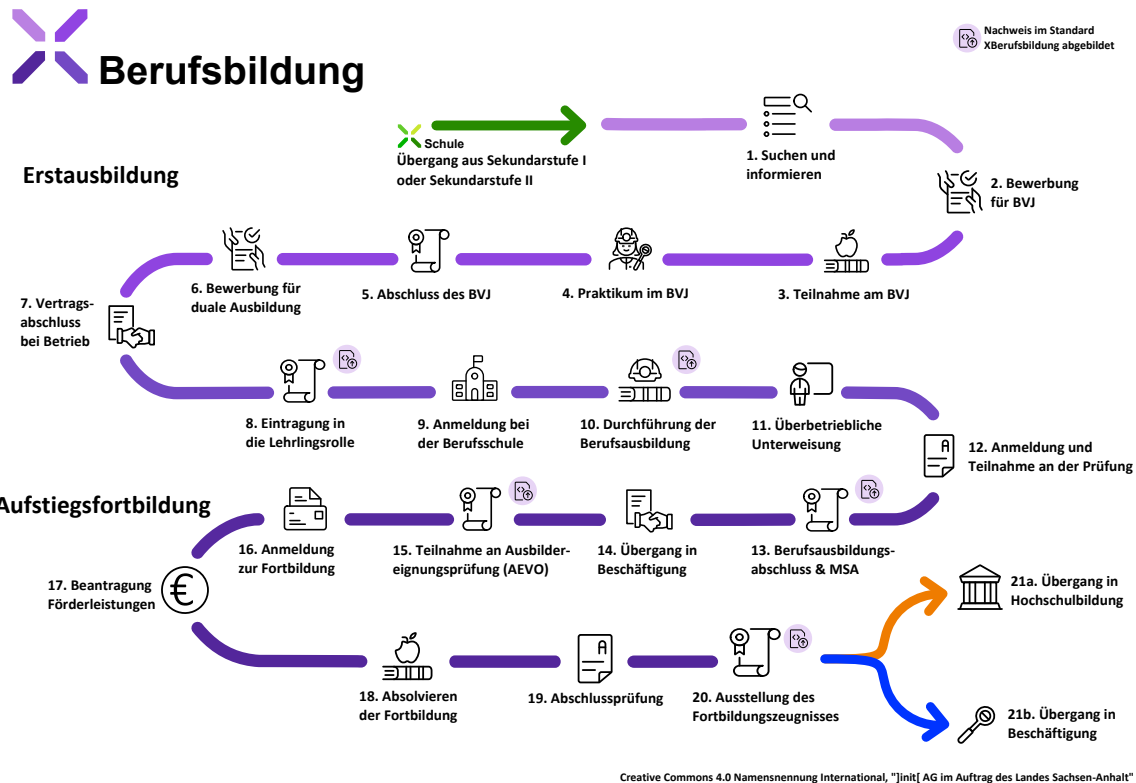 Nachweis im Standard
XBerufsbildung abgebildet
Berufsbildung
Schule
Übergang aus Sekundarstufe I
oder Sekundarstufe II
1. Suchen und
informieren
Erstausbildung
2. Bewerbung
für BVJ
3. Teilnahme am BVJ
4. Praktikum im BVJ
5. Abschluss des BVJ
6. Bewerbung für
duale Ausbildung
7. Vertrags-
abschluss
bei Betrieb
8. Eintragung in
die Lehrlingsrolle
9. Anmeldung bei
der Berufsschule
10. Durchführung der
Berufsausbildung
11. Überbetriebliche
Unterweisung
A
12. Anmeldung und
Teilnahme an der Prüfung
Aufstiegsfortbildung
13. Berufsausbildungs-
abschluss & MSA
14. Übergang in
Beschäftigung
15. Teilnahme an Ausbilder-
eignungsprüfung (AEVO)
16. Anmeldung
zur Fortbildung
17. Beantragung
Förderleistungen
€
18. Absolvieren
der Fortbildung
A
19. Abschlussprüfung
20. Ausstellung des
Fortbildungszeugnisses
21a. Übergang in
Hochschulbildung
21b. Übergang in
Beschäftigung
Creative Commons 4.0 Namensnennung International, "]init[ AG im Auftrag des Landes Sachsen-Anhalt"